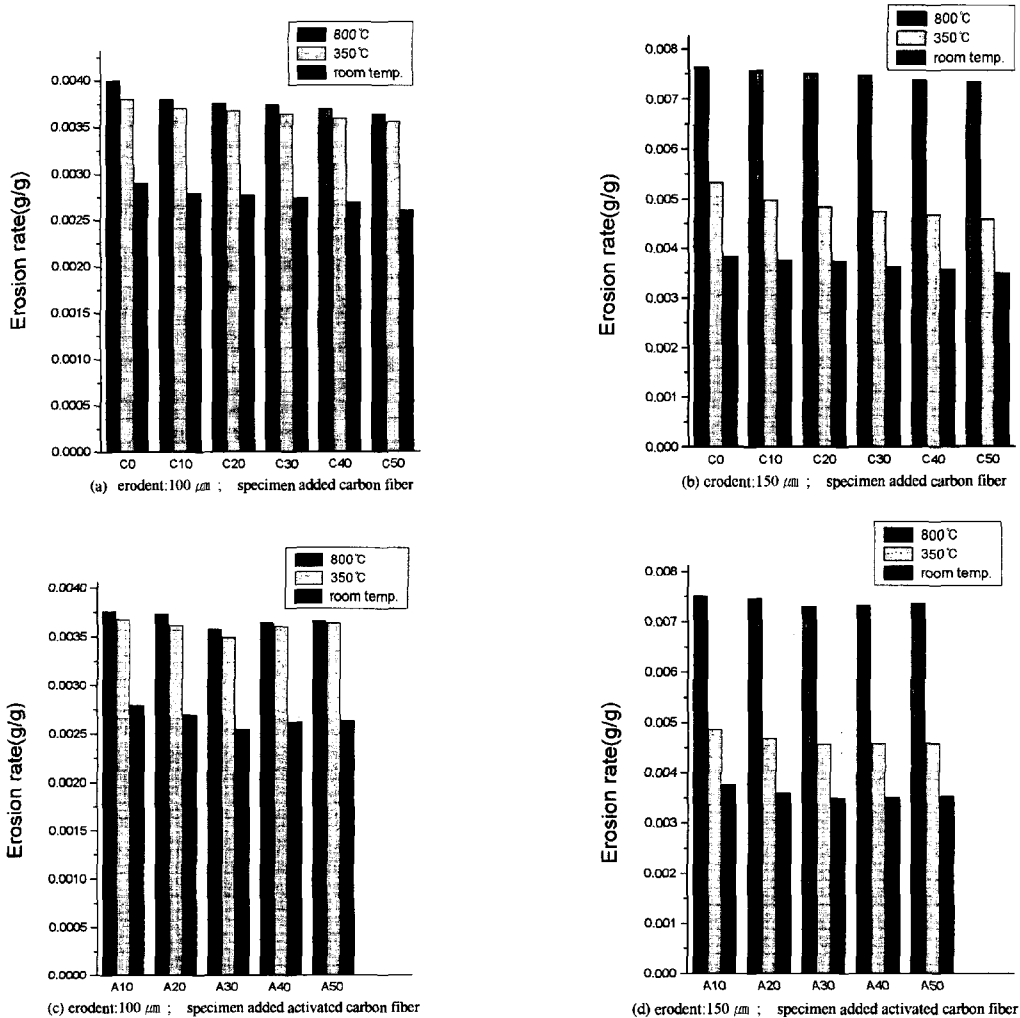 800℃
350℃
room temp.
Erosion rate(g/g)
0.0040
0.0035
0.0030
0.0025
0.0020
0.0015
0.0010
0.0005
0.0000
C0 C10 C20 C30 C40 C50
(a) erodent:100 ㎛ ; specimen added carbon fiber
800℃
350℃
room temp.
Erosion rate(g/g)
0.008
0.007
0.006
0.005
0.004
0.003
0.002
0.001
0.000
C0 C10 C20 C30 C40 C50
(b) erodent:150 ㎛ ; specimen added carbon fiber
800℃
350℃
room temp.
Erosion rate(g/g)
0.0040
0.0035
0.0030
0.0025
0.0020
0.0015
0.0010
0.0005
0.0000
A10 A20 A30 A40 A50
(c) erodent:100 ㎛ ; specimen added activated carbon fiber
800℃
350℃
room temp.
Erosion rate(g/g)
0.008
0.007
0.006
0.005
0.004
0.003
0.002
0.001
0.000
A10 A20 A30 A40 A50
(d) erodent:150 ㎛ ; specimen added activated carbon fiber